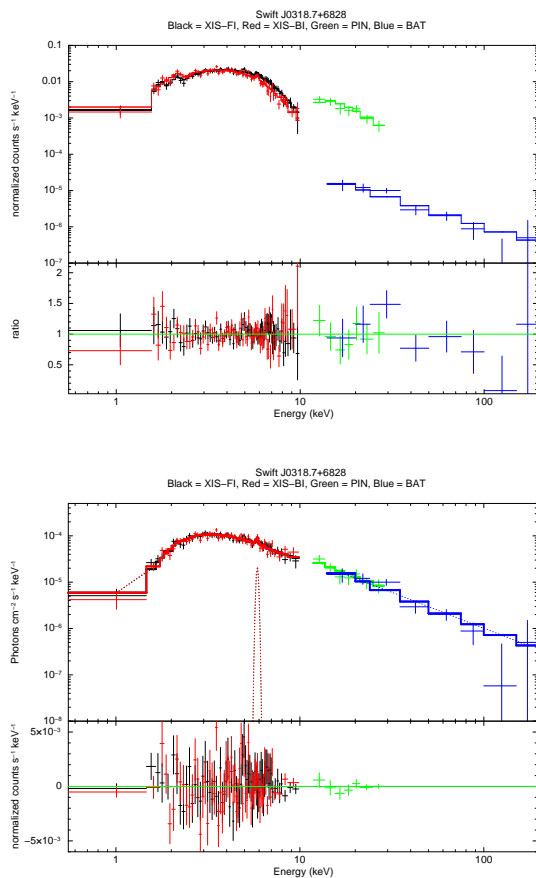 Swift J0318.7+6828
Black = XIS−FI, Red = XIS−BI, Green = PIN, Blue = BAT
normalized counts s⁻¹ keV⁻¹
0.1
0.01
10⁻³
10⁻⁴
10⁻⁵
10⁻⁶
10⁻⁷
ratio
2
1.5
1
0.5
1
10
100
Energy (keV)
Swift J0318.7+6828
Black = XIS−FI, Red = XIS−BI, Green = PIN, Blue = BAT
Photons cm⁻² s⁻¹ keV⁻¹
10⁻⁴
10⁻⁵
10⁻⁶
10⁻⁷
10⁻⁸
normalized counts s⁻¹ keV⁻¹
5×10⁻³
0
−5×10⁻³
1
10
100
Energy (keV)